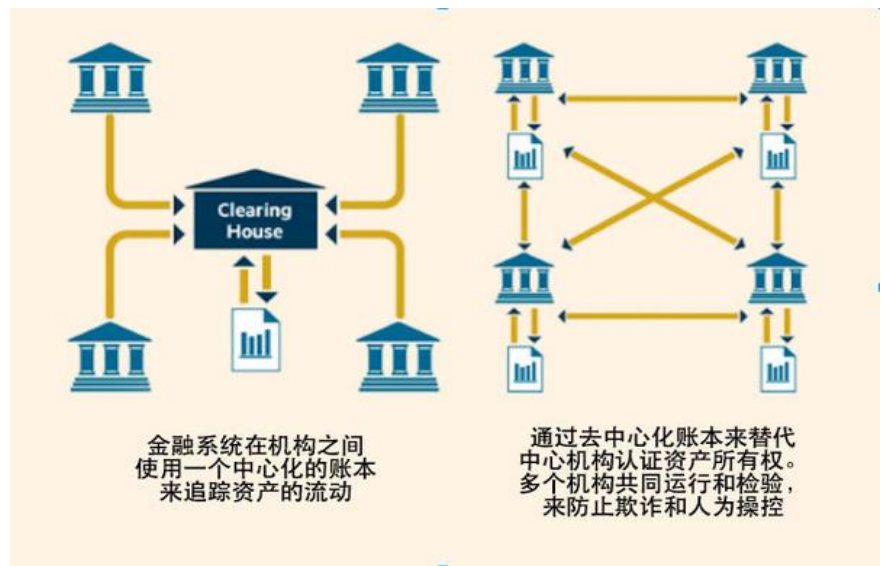 Clearing
House
金融系统在机构之间
使用一个中心化的账本
来追踪资产的流动
通过去中心化账本来替代
中心机构认证资产所有权。
多个机构共同运行和检验，
来防止欺诈和人为操控